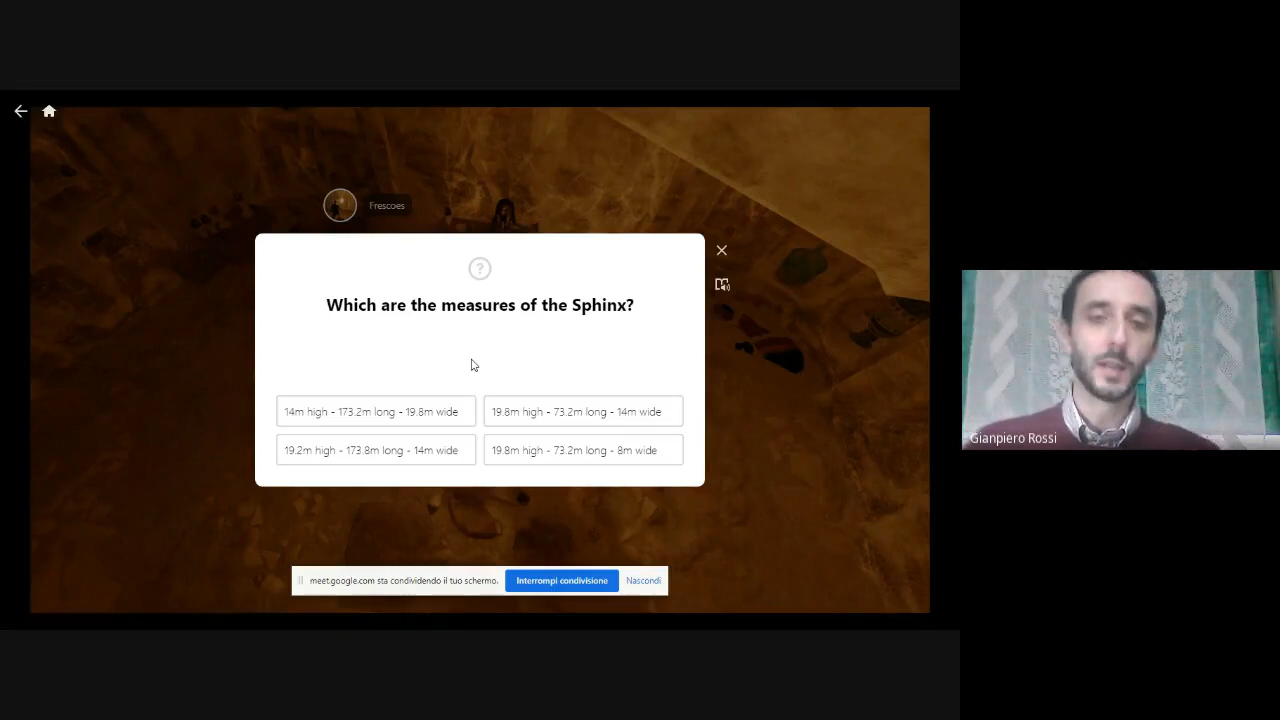 Frescoes
Which are the measures of the Sphinx?
14m high - 173.2m long - 19.8m wide
19.8m high - 73.2m long - 14m wide
19.2m high - 173.8m long - 14m wide
19.8m high - 73.2m long - 8m wide
Gianpiero Rossi
meet.google.com sta condividendo il tuo schermo.
Interrompi condivisione
Nascondi